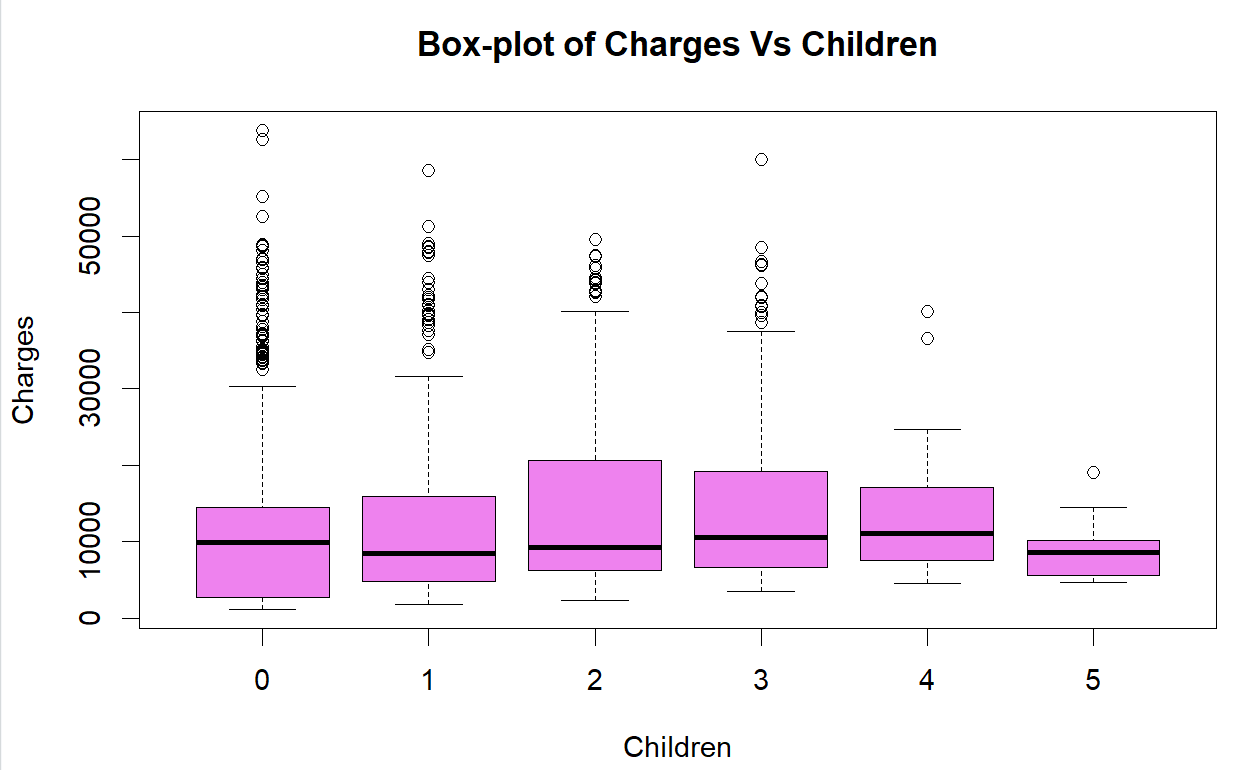 Box-plot of Charges Vs Children
Charges
50000
30000
10000
0
0 1 2 3 4 5
Children